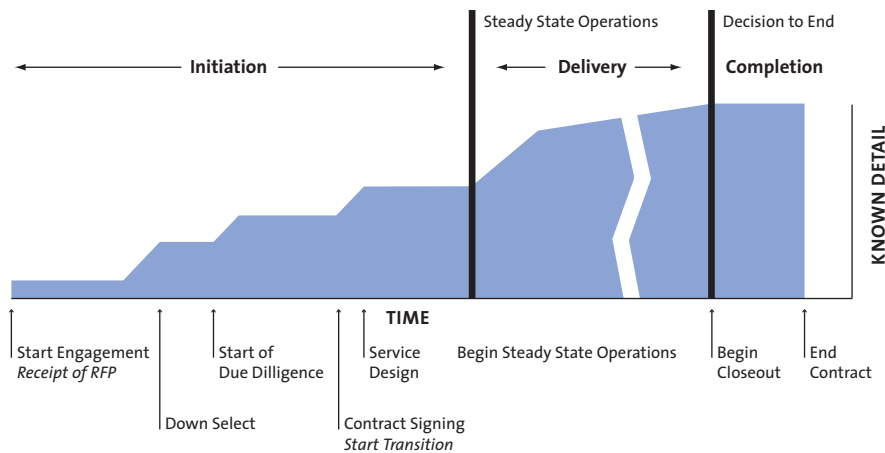 Steady State Operations
Decision to End
Initiation
Delivery
Completion
KNOWN DETAIL
TIME
Start Engagement
Receipt of RFP
Start of
Due Dilligence
Service
Design
Begin Steady State Operations
Begin
Closeout
End
Contract
Down Select
Contract Signing
Start Transition